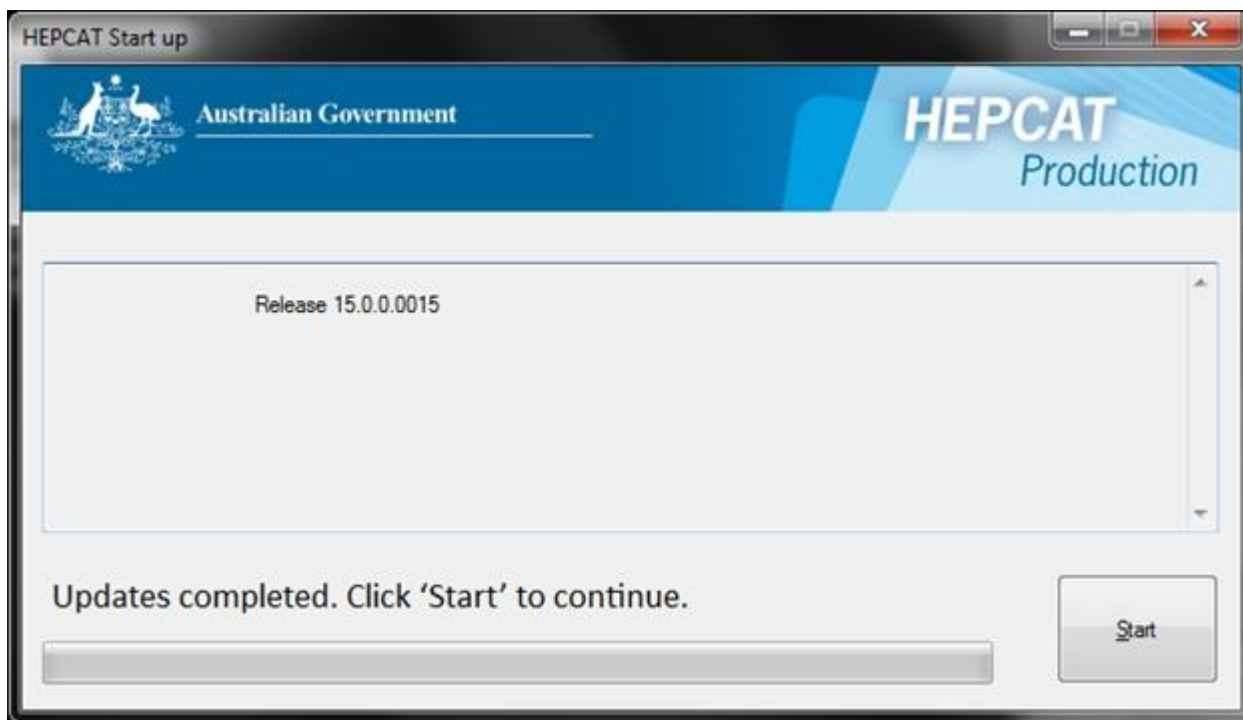 HEPCAT Start up
Australian Government
HEPCAT
Production
Release 15.0.0.0015
Updates completed. Click ‘Start’ to continue.
Start